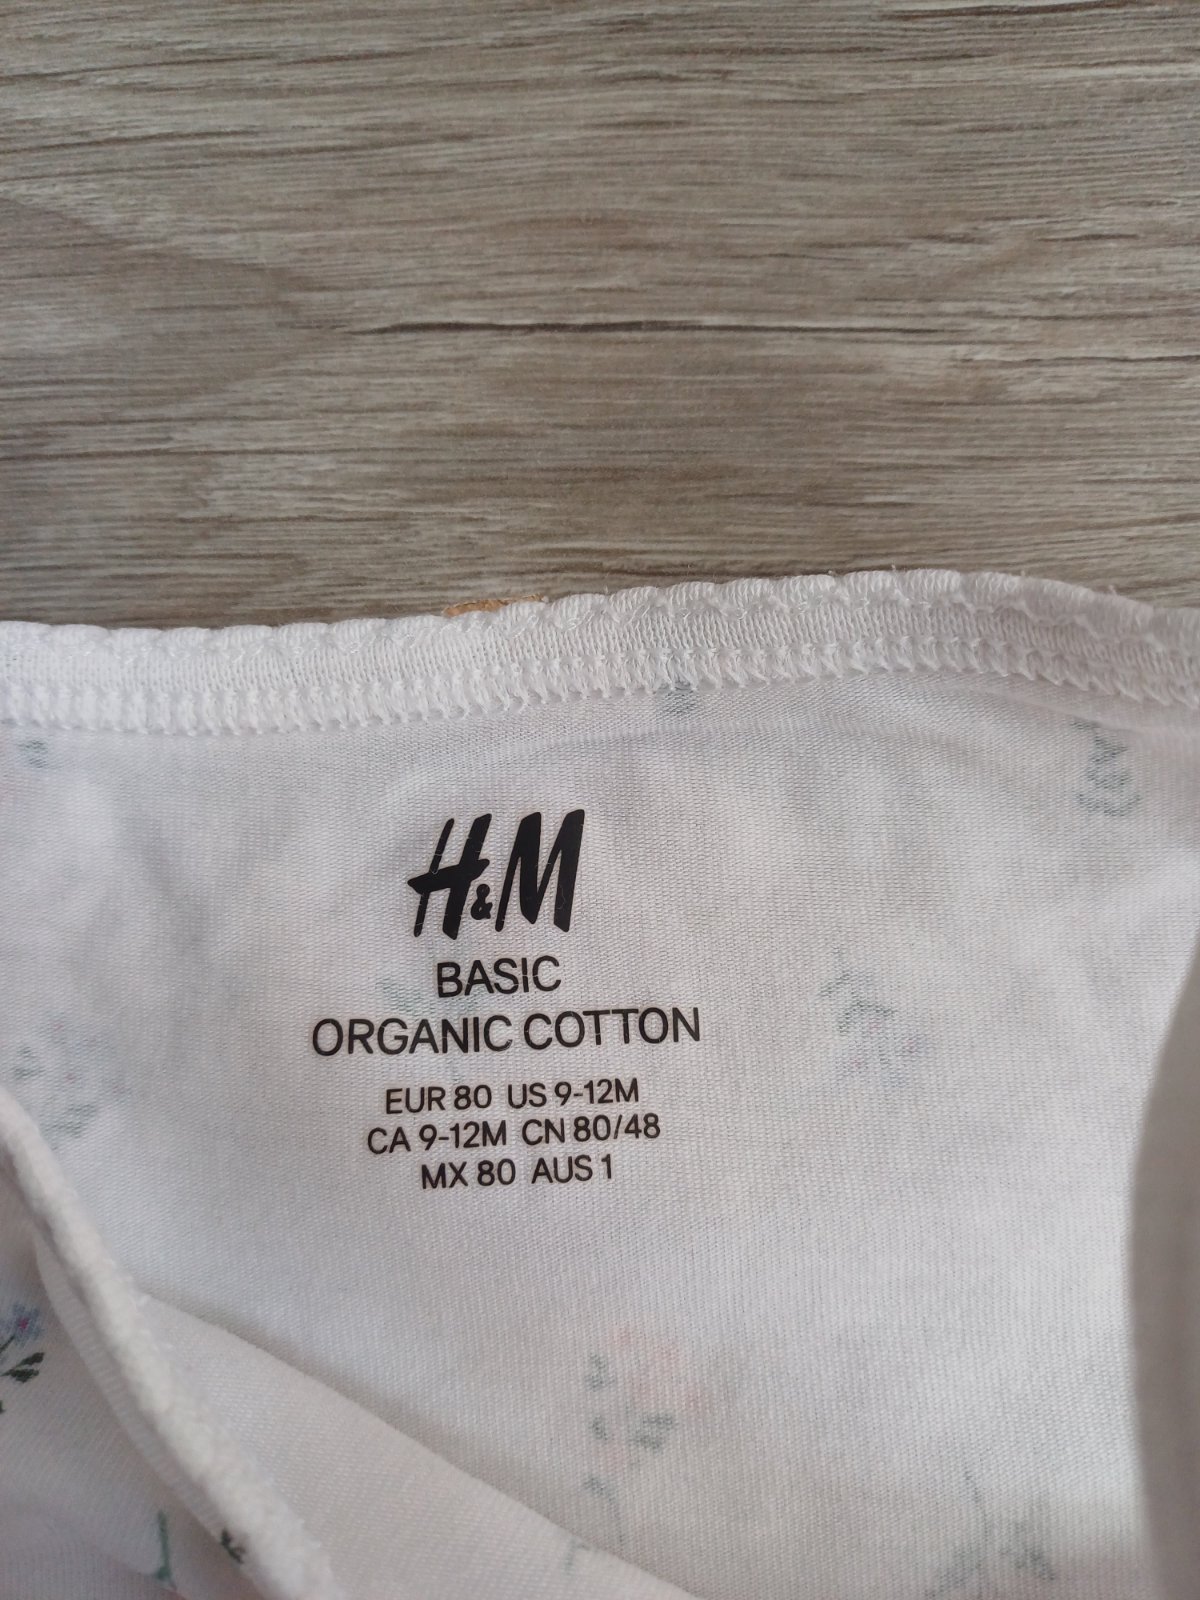 H&M
BASIC
ORGANIC COTTON
EUR 80 US 9-12M
CA 9-12M CN 80/48
MX 80 AUS 1